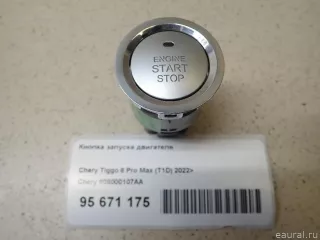 ENGINE
START
STOP
Кнопка запуска двигателя
Chery Tiggo 8 Pro Max (T1D) 2022>
Chery
95 671 175
© eaural.ru